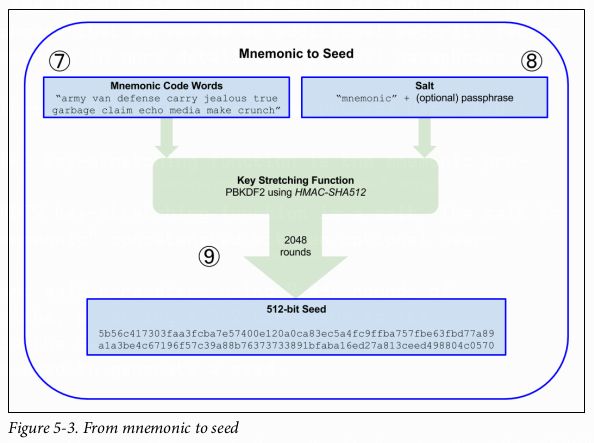 Mnemonic to Seed
⑦
⑧
Mnemonic Code Words
“army van defense carry jealous true
garbage claim echo media make crunch”
Salt
“mnemonic” + (optional) passphrase
Key Stretching Function
PBKDF2 using HMAC-SHA512
2048
rounds
⑨
512-bit Seed
5b56c417303faa3fcba7e57400e120a0ca83ec5a4fc9ffba757fbe63fbd77a89
a1a3be4c67196f57c39a88b76373733891bfaba16ed27a813ceed498804c0570
Figure 5-3. From mnemonic to seed